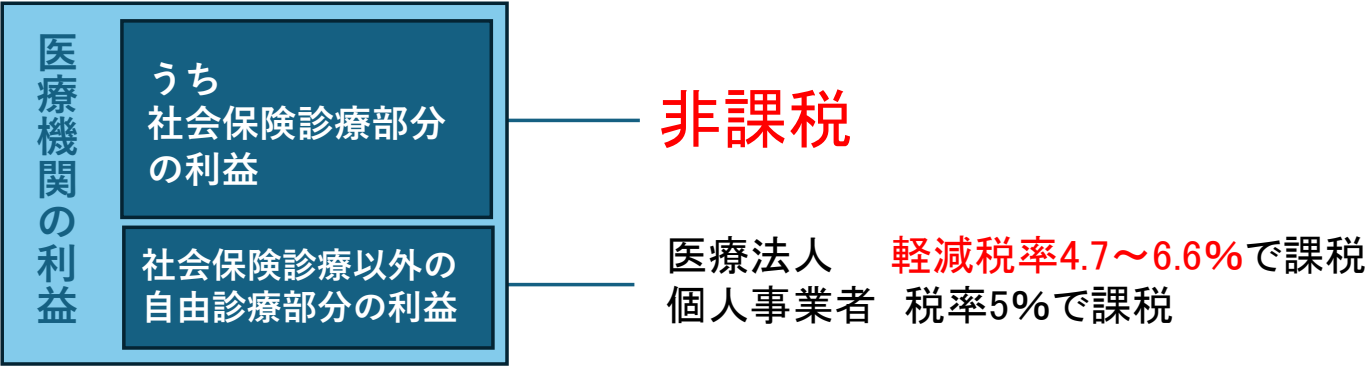 医療機関の利益
うち
社会保険診療部分
の利益
非課税
社会保険診療以外の
自由診療部分の利益
医療法人　軽減税率4.7～6.6%で課税
個人事業者　税率5%で課税